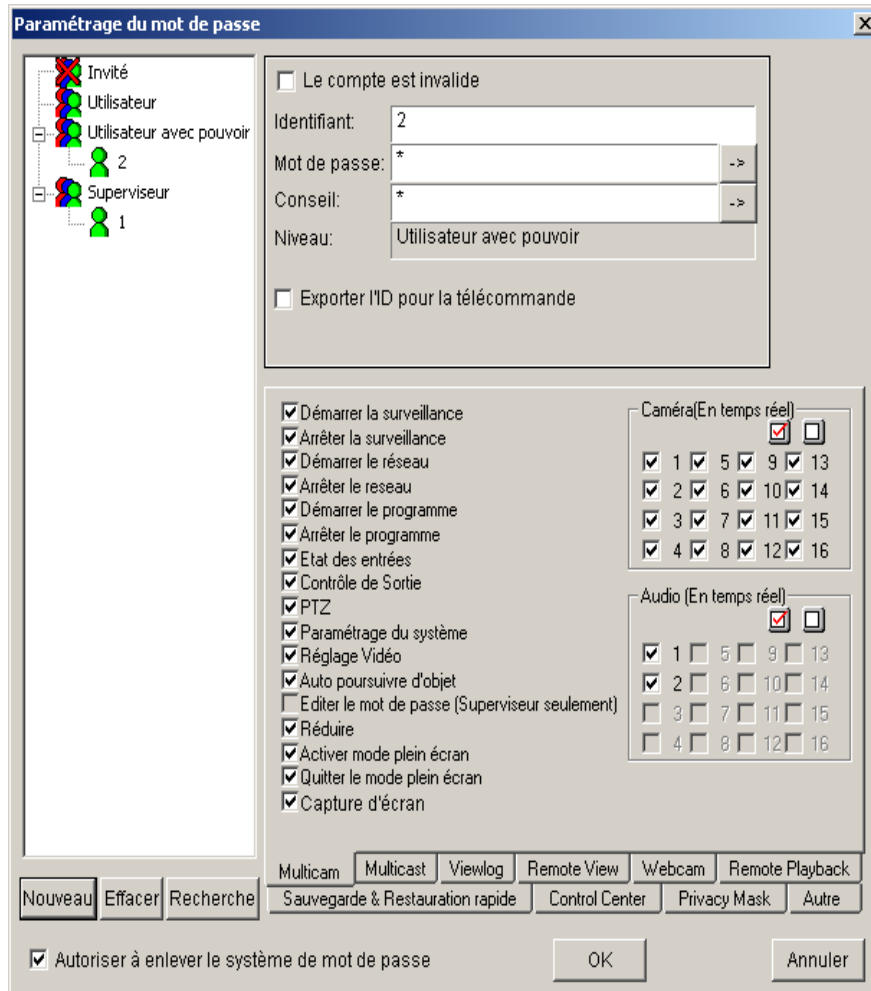 Paramétrage du mot de passe
Invité
Utilisateur
Utilisateur avec pouvoir
2
Superviseur
1
Le compte est invalide
Identifiant: 2
Mot de passe: * ->
Conseil: * ->
Niveau: Utilisateur avec pouvoir
Exporter l'ID pour la télécommande
Démarrer la surveillance
Arrêter la surveillance
Démarrer le réseau
Arrêter le reseau
Démarrer le programme
Arrêter le programme
Etat des entrées
Contrôle de Sortie
PTZ
Paramétrage du système
Réglage Vidéo
Auto poursuivre d'objet
Editer le mot de passe (Superviseur seulement)
Réduire
Activer mode plein écran
Quitter le mode plein écran
Capture d'écran
Caméra(En temps réel)
1 5 9 13
2 6 10 14
3 7 11 15
4 8 12 16
Audio (En temps réel)
1 5 9 13
2 6 10 14
3 7 11 15
4 8 12 16
Multicam Multicast Viewlog Remote View Webcam Remote Playback
Sauvegarde & Restauration rapide Control Center Privacy Mask Autre
Nouveau Effacer Recherche
Autoriser à enlever le système de mot de passe
OK
Annuler